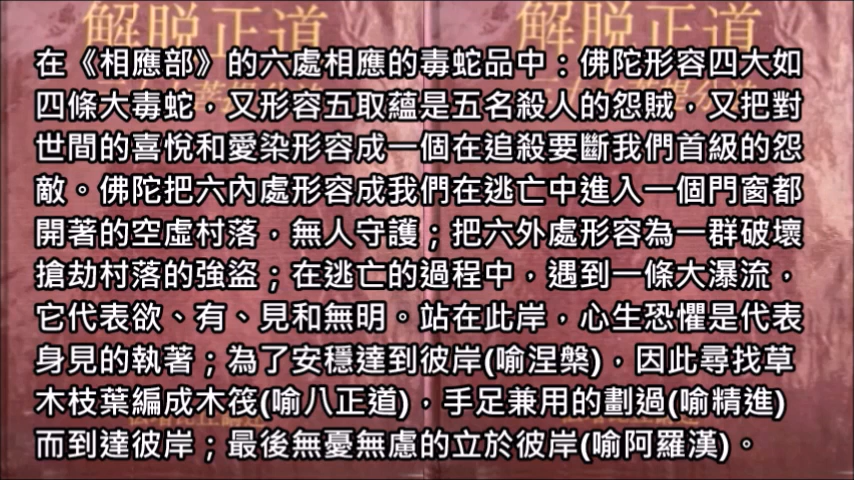 解脱正道
解脱正道
在《相應部》的六處相應的毒蛇品中：佛陀形容四大如
四條大毒蛇，又形容五取蘊是五名殺人的怨賊，又把對
世間的喜悅和愛染形容成一個在追殺要斷我們首級的怨
敵。佛陀把六內處形容成我們在逃亡中進入一個門窗都
開著的空虛村落，無人守護；把六外處形容為一群破壞
搶劫村落的強盜；在逃亡的過程中，遇到一條大瀑流，
它代表欲、有、見和無明。站在此岸，心生恐懼是代表
身見的執著；為了安穩達到彼岸(喻涅槃)，因此尋找草
木枝葉編成木筏(喻八正道)，手足兼用的劃過(喻精進)
而到達彼岸；最後無憂無慮的立於彼岸(喻阿羅漢)。